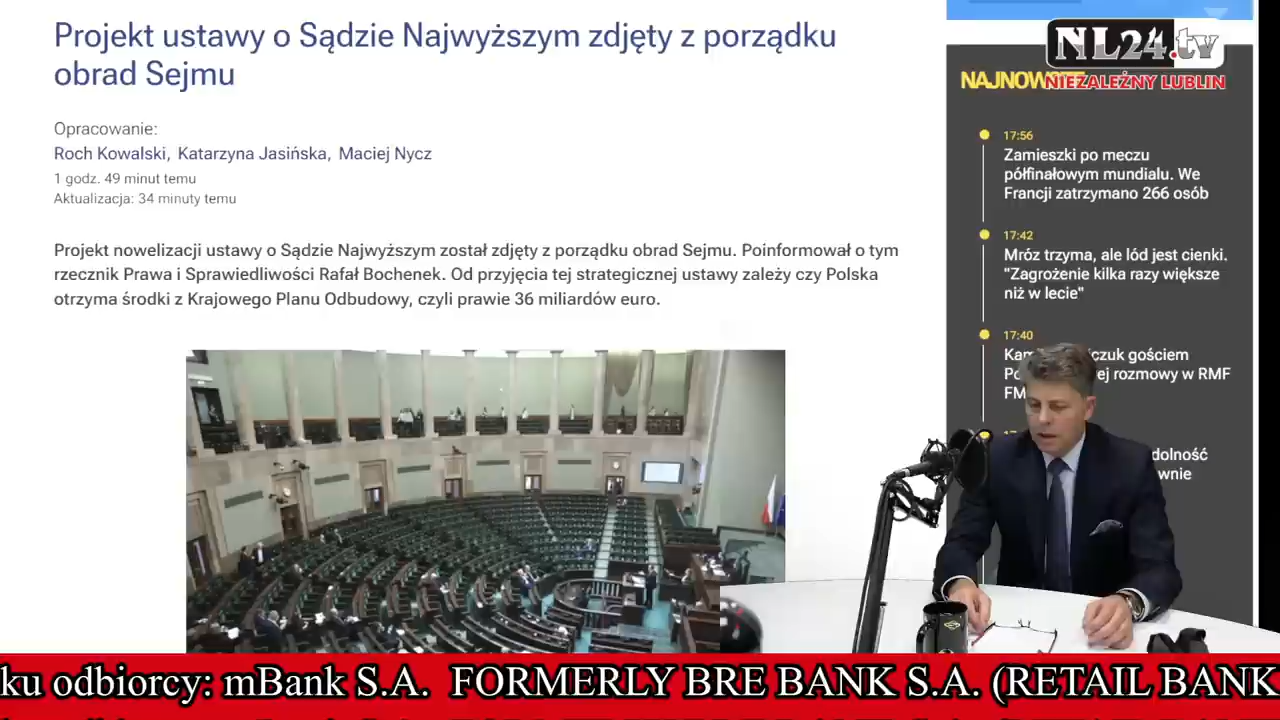 Projekt ustawy o Sądzie Najwyższym zdjęty z porządku
obrad Sejmu
Opracowanie:
Roch Kowalski, Katarzyna Jasińska, Maciej Nycz
1 godz. 49 minut temu
Aktualizacja: 34 minuty temu
Projekt nowelizacji ustawy o Sądzie Najwyższym został zdjęty z porządku obrad Sejmu. Poinformował o tym
rzecznik Prawa i Sprawiedliwości Rafał Bochenek. Od przyjęcia tej strategicznej ustawy zależy czy Polska
otrzyma środki z Krajowego Planu Odbudowy, czyli prawie 36 miliardów euro.
NL24.tv
NIEZALEŻNY LUBLIN
17:56
Zamieszki po meczu
półfinałowym mundialu. We
Francji zatrzymano 266 osób
17:42
Mróz trzyma, ale lód jest cienki.
"Zagrożenie kilka razy większe
niż w lecie"
17:40
gościem
rozmowy w RMF
FM
ku odbiorcy: mBank S.A. FORMERLY BRE BANK S.A. (RETAIL BANK